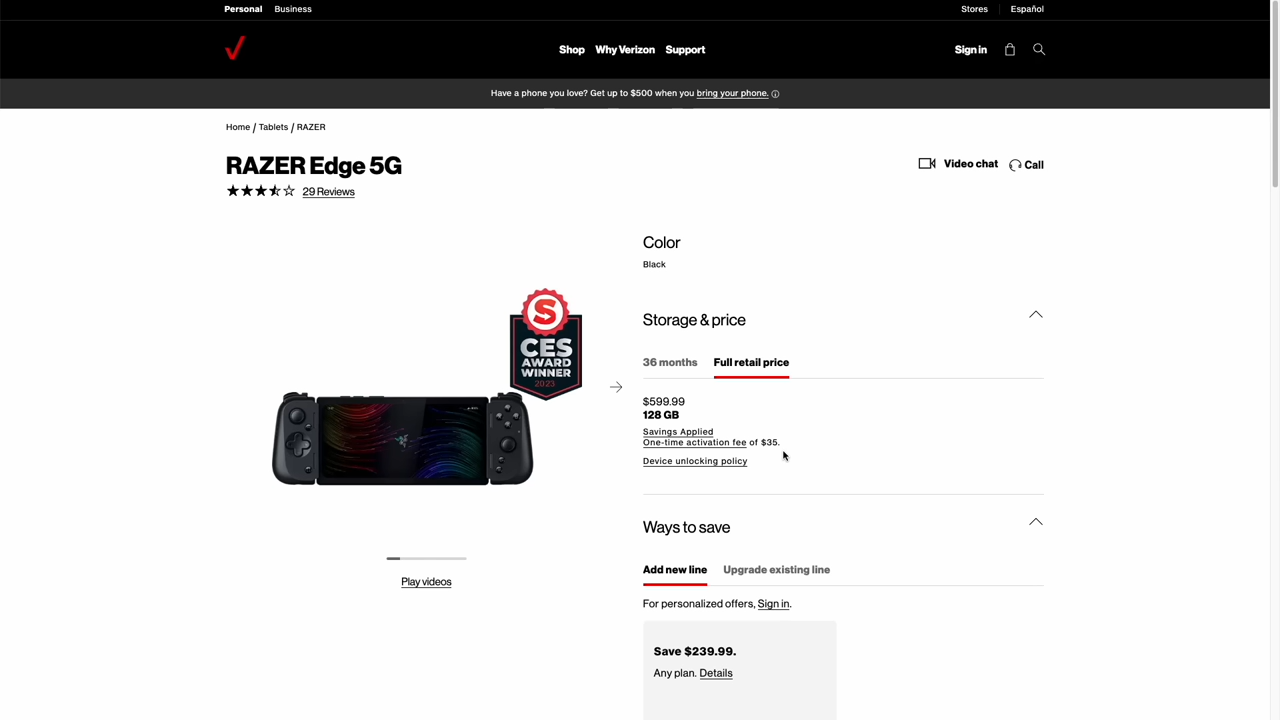 Personal Business Stores Español
Shop Why Verizon Support Sign in
Have a phone you love? Get up to $500 when you bring your phone.
Home / Tablets / RAZER
RAZER Edge 5G
Video chat Call
29 Reviews
Color
Black
S
CES
AWARD
WINNER
2023
Storage & price
36 months Full retail price
$599.99
128 GB
Savings Applied
One-time activation fee of $35.
Device unlocking policy
Ways to save
Add new line Upgrade existing line
Play videos
For personalized offers, Sign in.
Save $239.99.
Any plan. Details